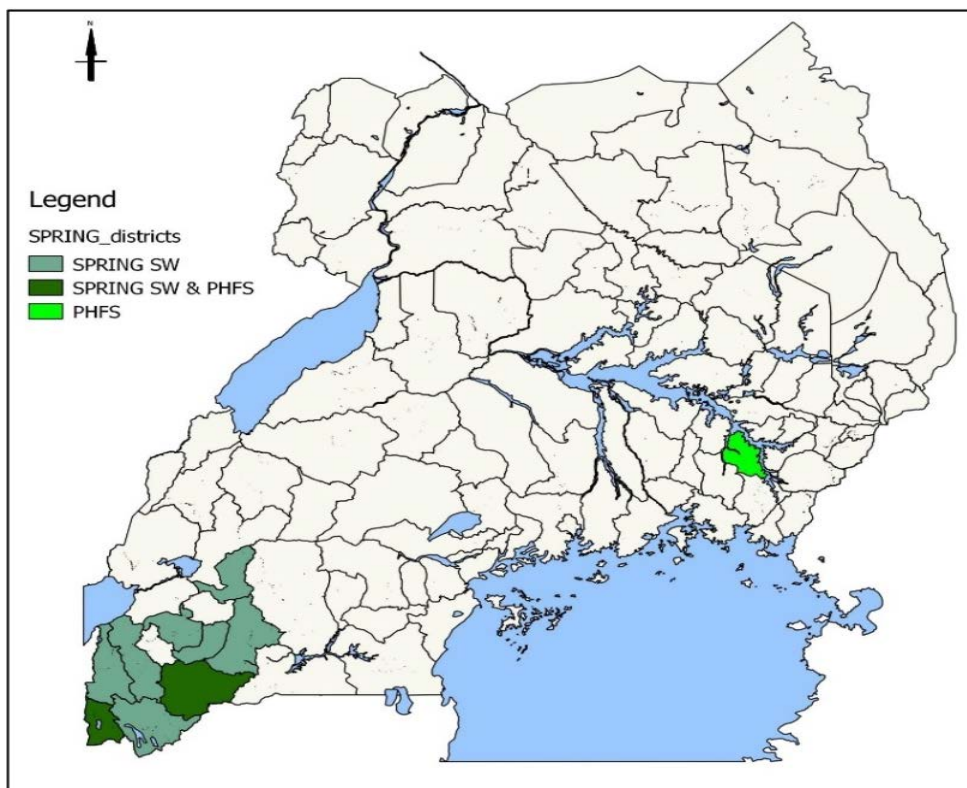 N
Legend
SPRING_districts
SPRING SW
SPRING SW & PHFS
PHFS